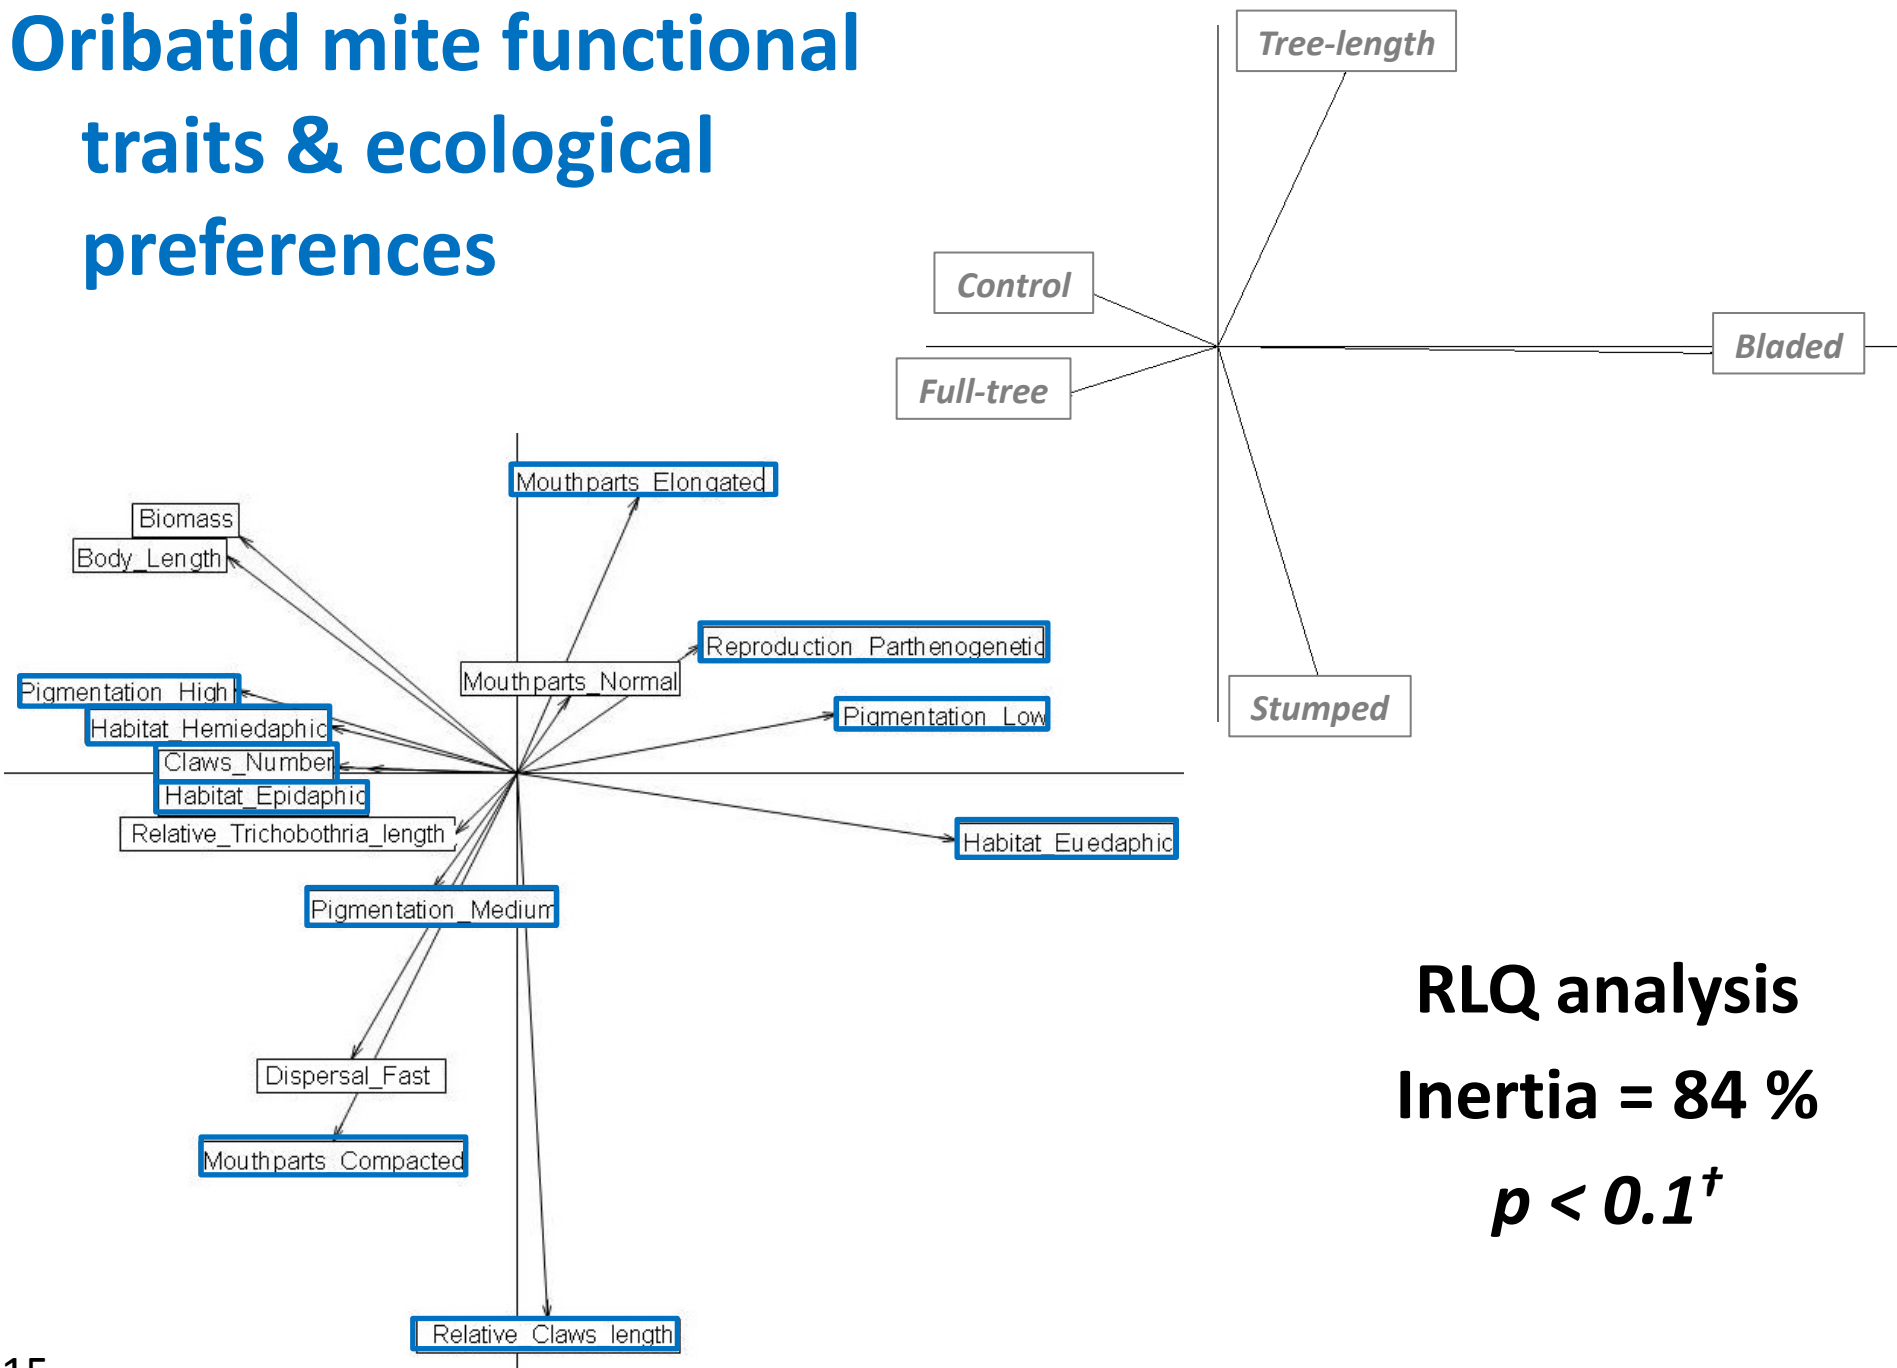 Oribatid mite functional
traits & ecological
preferences
Tree-length
Control
Bladed
Full-tree
Stumped
Mouthparts_Elongated
Biomass
Body_Length
Reproduction_Parthenogenetic
Mouthparts_Normal
Pigmentation_High
Pigmentation_Low
Habitat_Hemiedaphic
Claws_Number
Habitat_Epidaphic
Relative_Trichobothria_length
Habitat_Euedaphic
Pigmentation_Medium
Dispersal_Fast
Mouthparts_Compacted
Relative_Claws_length
RLQ analysis
Inertia = 84 %
p < 0.1†
15